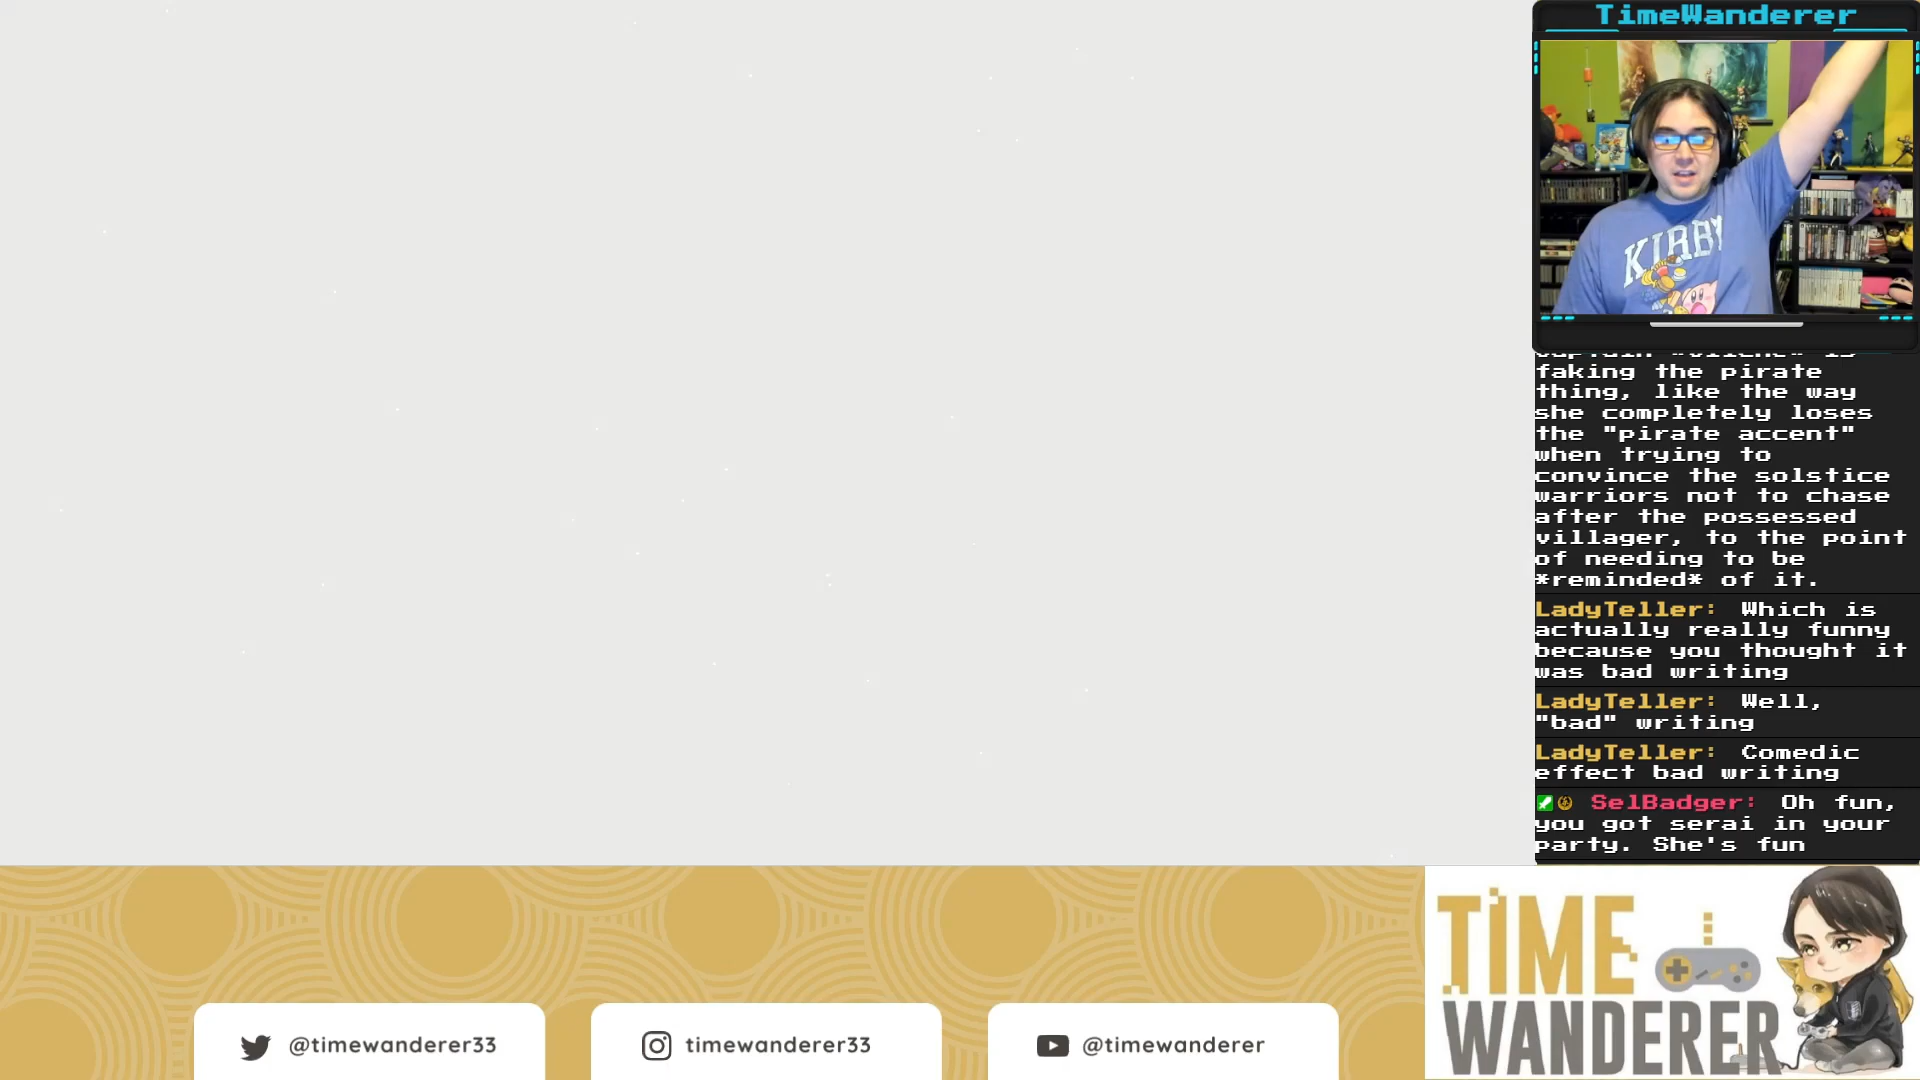 TimeWanderer
KIRBY
faking the pirate
thing, like the way
she completely loses
the "pirate accent"
when trying to
convince the solstice
warriors not to chase
after the possessed
villager, to the point
of needing to be
*reminded* of it.
LadyTeller: Which is
actually really funny
because you thought it
was bad writing
LadyTeller: Well,
"bad" writing
LadyTeller: Comedic
effect bad writing
SelBadger: Oh fun,
you got serai in your
party. She's fun
TIME
WANDERER
@timewanderer33
timewanderer33
@timewanderer